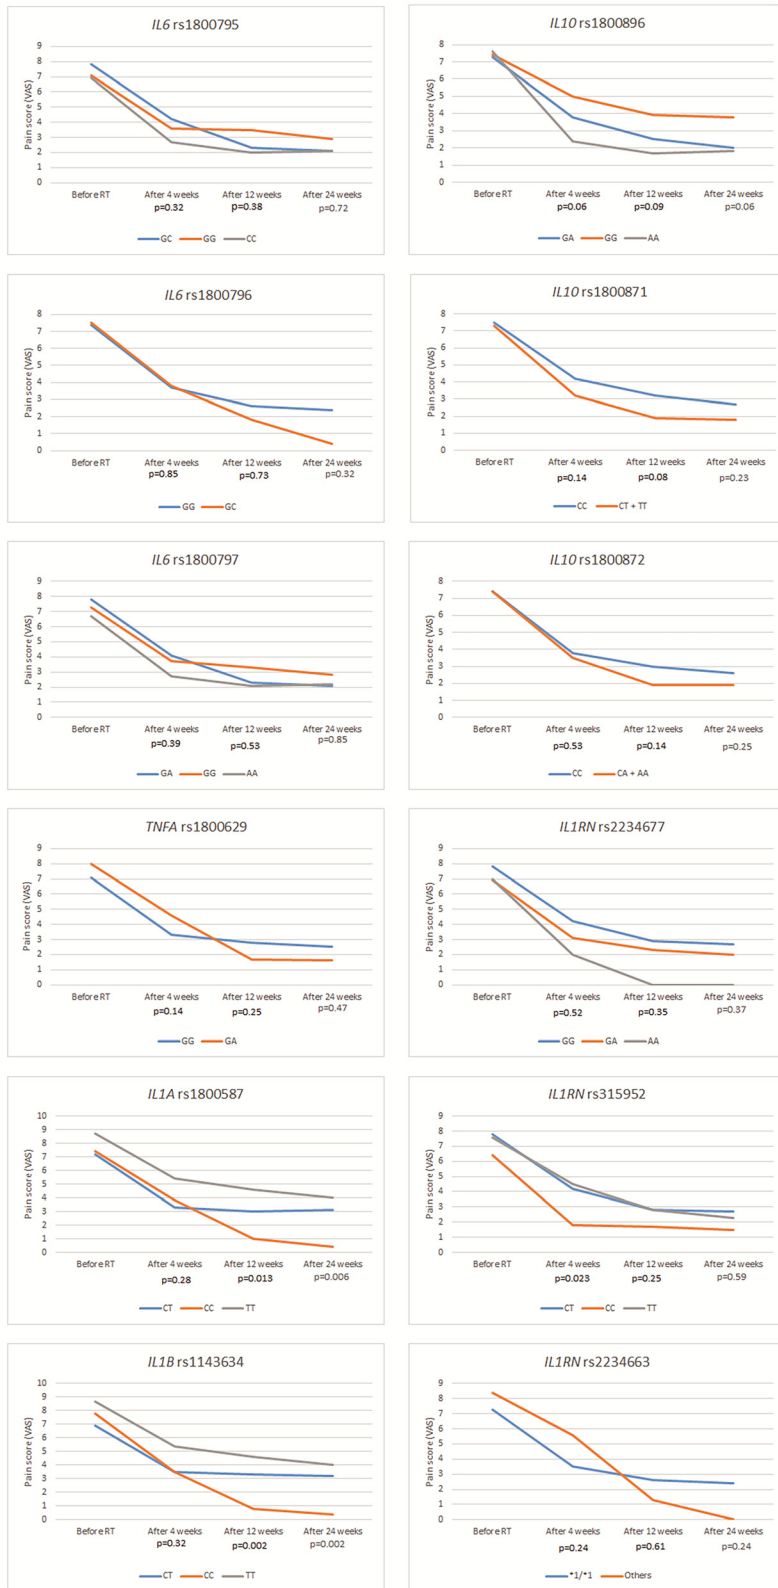 IL6 rs1800795
Pain score (VAS)
9
8
7
6
5
4
3
2
1
0
Before RT After 4 weeks After 12 weeks After 24 weeks
p=0.32 p=0.38 p=0.72
GC GG CC
IL10 rs1800896
Pain score (VAS)
8
7
6
5
4
3
2
1
0
Before RT After 4 weeks After 12 weeks After 24 weeks
p=0.06 p=0.09 p=0.06
GA GG AA
IL6 rs1800796
Pain score (VAS)
8
7
6
5
4
3
2
1
0
Before RT After 4 weeks After 12 weeks After 24 weeks
p=0.85 p=0.73 p=0.32
GG GC
IL10 rs1800871
Pain score (VAS)
8
7
6
5
4
3
2
1
0
Before RT After 4 weeks After 12 weeks After 24 weeks
p=0.14 p=0.08 p=0.23
CC CT + TT
IL6 rs1800797
Pain score (VAS)
9
8
7
6
5
4
3
2
1
0
Before RT After 4 weeks After 12 weeks After 24 weeks
p=0.39 p=0.53 p=0.85
GA GG AA
IL10 rs1800872
Pain score (VAS)
8
7
6
5
4
3
2
1
0
Before RT After 4 weeks After 12 weeks After 24 weeks
p=0.53 p=0.14 p=0.25
CC CA + AA
TNFA rs1800629
Pain score (VAS)
9
8
7
6
5
4
3
2
1
0
Before RT After 4 weeks After 12 weeks After 24 weeks
p=0.14 p=0.25 p=0.47
GG GA
IL1RN rs2234677
Pain score (VAS)
9
8
7
6
5
4
3
2
1
0
Before RT After 4 weeks After 12 weeks After 24 weeks
p=0.52 p=0.35 p=0.37
GG GA AA
IL1A rs1800587
Pain score (VAS)
10
9
8
7
6
5
4
3
2
1
0
Before RT After 4 weeks After 12 weeks After 24 weeks
p=0.28 p=0.013 p=0.006
CT CC TT
IL1RN rs315952
Pain score (VAS)
9
8
7
6
5
4
3
2
1
0
Before RT After 4 weeks After 12 weeks After 24 weeks
p=0.023 p=0.25 p=0.59
CT CC TT
IL1B rs1143634
Pain score (VAS)
10
9
8
7
6
5
4
3
2
1
0
Before RT After 4 weeks After 12 weeks After 24 weeks
p=0.32 p=0.002 p=0.002
CT CC TT
IL1RN rs2234663
Pain score (VAS)
9
8
7
6
5
4
3
2
1
0
Before RT After 4 weeks After 12 weeks After 24 weeks
p=0.24 p=0.61 p=0.24
*1/*1 Others